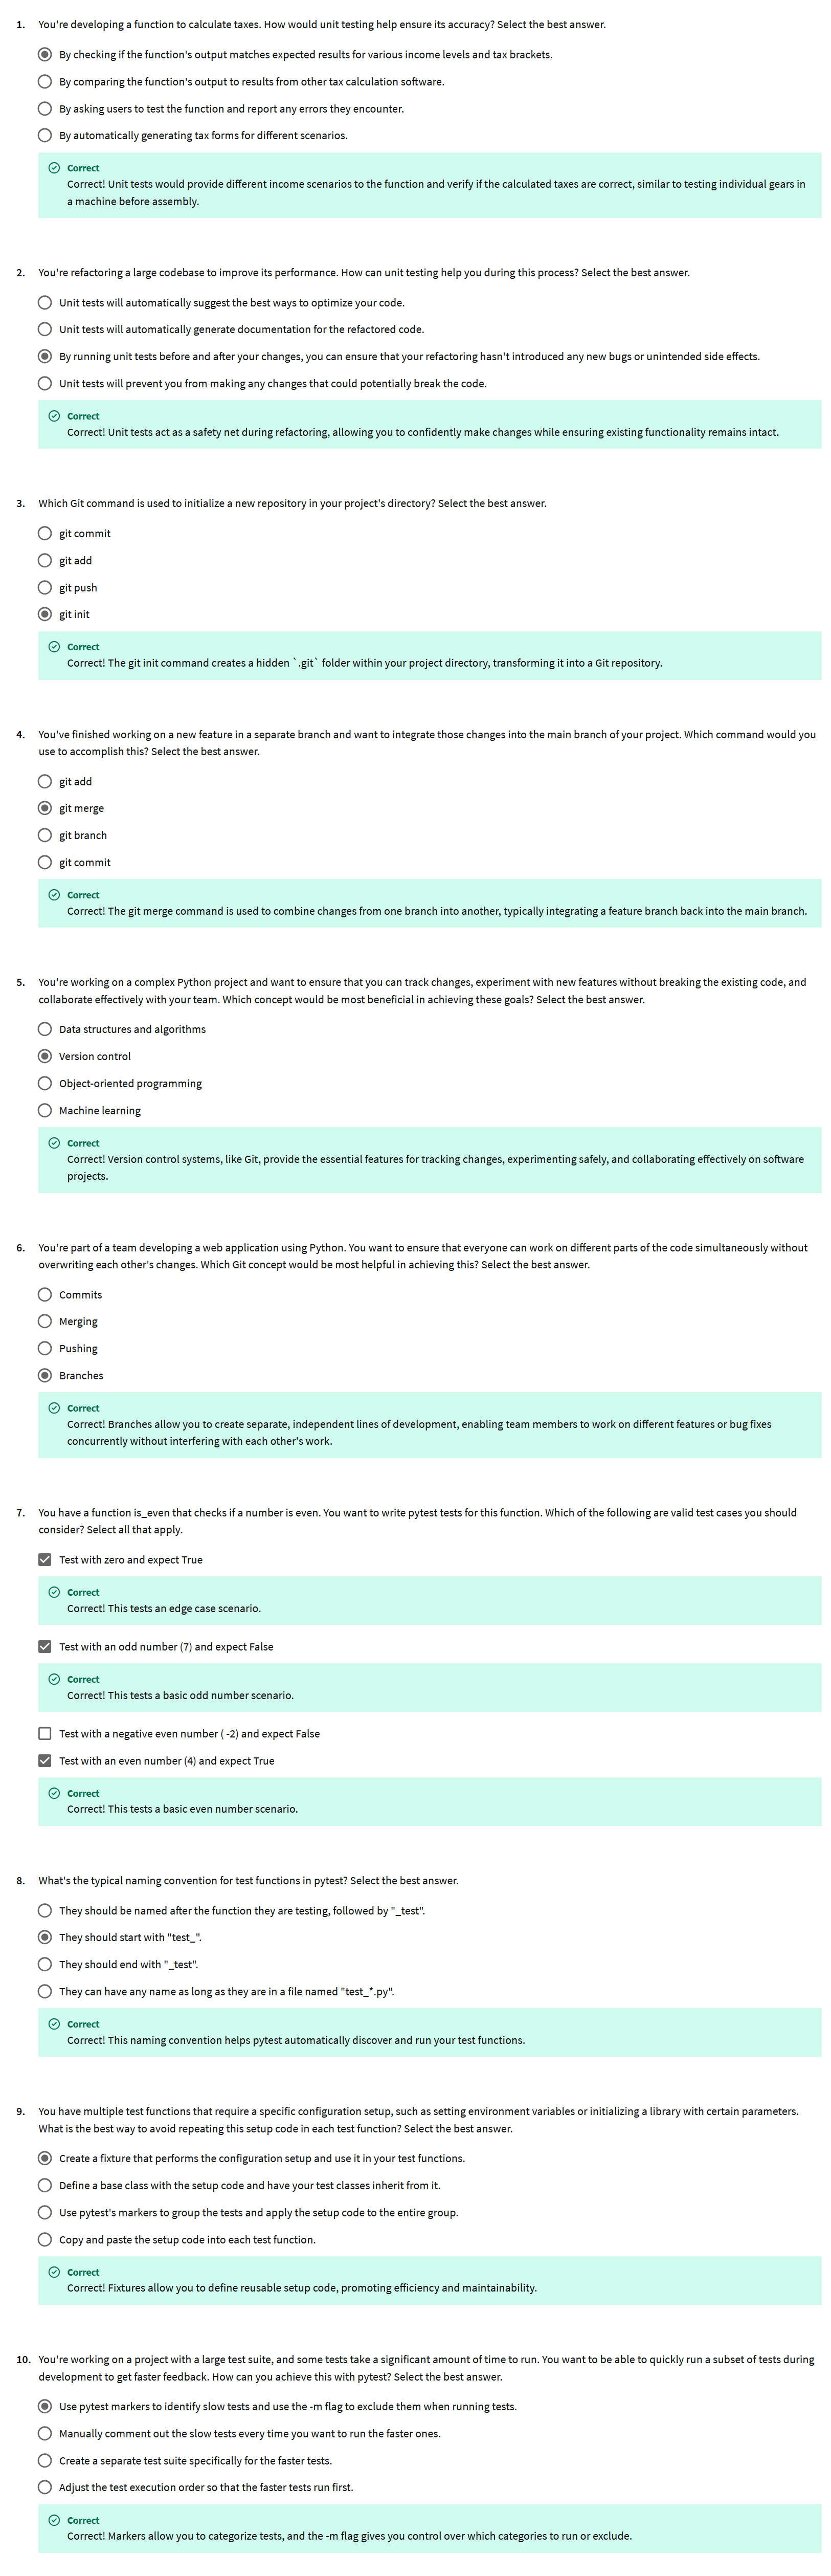 1. You're developing a function to calculate taxes. How would unit testing help ensure its accuracy? Select the best answer.
By checking if the function's output matches expected results for various income levels and tax brackets.
By comparing the function's output to results from other tax calculation software.
By asking users to test the function and report any errors they encounter.
By automatically generating tax forms for different scenarios.
Correct
Correct! Unit tests would provide different income scenarios to the function and verify if the calculated taxes are correct, similar to testing individual gears in
a machine before assembly.
2. You're refactoring a large codebase to improve its performance. How can unit testing help you during this process? Select the best answer.
Unit tests will automatically suggest the best ways to optimize your code.
Unit tests will automatically generate documentation for the refactored code.
By running unit tests before and after your changes, you can ensure that your refactoring hasn't introduced any new bugs or unintended side effects.
Unit tests will prevent you from making any changes that could potentially break the code.
Correct
Correct! Unit tests act as a safety net during refactoring, allowing you to confidently make changes while ensuring existing functionality remains intact.
3. Which Git command is used to initialize a new repository in your project's directory? Select the best answer.
git commit
git add
git push
git init
Correct
Correct! The git init command creates a hidden `.git` folder within your project directory, transforming it into a Git repository.
4. You've finished working on a new feature in a separate branch and want to integrate those changes into the main branch of your project. Which command would you
use to accomplish this? Select the best answer.
git add
git merge
git branch
git commit
Correct
Correct! The git merge command is used to combine changes from one branch into another, typically integrating a feature branch back into the main branch.
5. You're working on a complex Python project and want to ensure that you can track changes, experiment with new features without breaking the existing code, and
collaborate effectively with your team. Which concept would be most beneficial in achieving these goals? Select the best answer.
Data structures and algorithms
Version control
Object-oriented programming
Machine learning
Correct
Correct! Version control systems, like Git, provide the essential features for tracking changes, experimenting safely, and collaborating effectively on software
projects.
6. You're part of a team developing a web application using Python. You want to ensure that everyone can work on different parts of the code simultaneously without
overwriting each other's changes. Which Git concept would be most helpful in achieving this? Select the best answer.
Commits
Merging
Pushing
Branches
Correct
Correct! Branches allow you to create separate, independent lines of development, enabling team members to work on different features or bug fixes
concurrently without interfering with each other's work.
7. You have a function is_even that checks if a number is even. You want to write pytest tests for this function. Which of the following are valid test cases you should
consider? Select all that apply.
Test with zero and expect True
Correct
Correct! This tests an edge case scenario.
Test with an odd number (7) and expect False
Correct
Correct! This tests a basic odd number scenario.
Test with a negative even number ( -2) and expect False
Test with an even number (4) and expect True
Correct
Correct! This tests a basic even number scenario.
8. What's the typical naming convention for test functions in pytest? Select the best answer.
They should be named after the function they are testing, followed by "_test".
They should start with "test_".
They should end with "_test".
They can have any name as long as they are in a file named "test_*.py".
Correct
Correct! This naming convention helps pytest automatically discover and run your test functions.
9. You have multiple test functions that require a specific configuration setup, such as setting environment variables or initializing a library with certain parameters.
What is the best way to avoid repeating this setup code in each test function? Select the best answer.
Create a fixture that performs the configuration setup and use it in your test functions.
Define a base class with the setup code and have your test classes inherit from it.
Use pytest's markers to group the tests and apply the setup code to the entire group.
Copy and paste the setup code into each test function.
Correct
Correct! Fixtures allow you to define reusable setup code, promoting efficiency and maintainability.
10. You're working on a project with a large test suite, and some tests take a significant amount of time to run. You want to be able to quickly run a subset of tests during
development to get faster feedback. How can you achieve this with pytest? Select the best answer.
Use pytest markers to identify slow tests and use the -m flag to exclude them when running tests.
Manually comment out the slow tests every time you want to run the faster ones.
Create a separate test suite specifically for the faster tests.
Adjust the test execution order so that the faster tests run first.
Correct
Correct! Markers allow you to categorize tests, and the -m flag gives you control over which categories to run or exclude.